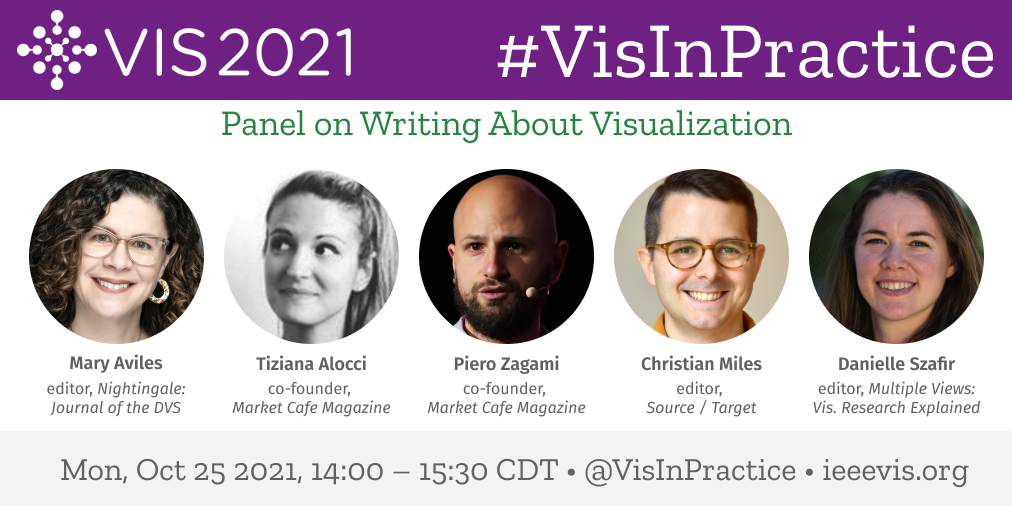 VIS 2021
#VisInPractice
Panel on Writing About Visualization
Mary Aviles
editor, Nightingale:
Journal of the DVS
Tiziana Alocci
co-founder,
Market Cafe Magazine
Piero Zagami
co-founder,
Market Cafe Magazine
Christian Miles
editor,
Source / Target
Danielle Szafir
editor, Multiple Views:
Vis. Research Explained
Mon, Oct 25 2021, 14:00 – 15:30 CDT • @VisInPractice • ieeevis.org